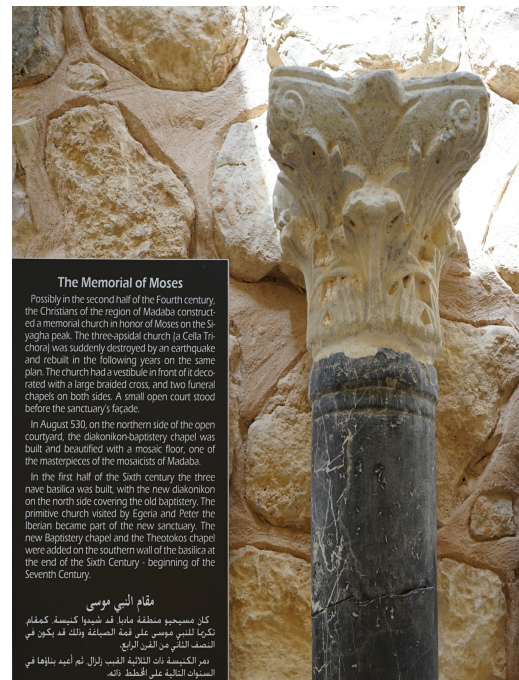 The Memorial of Moses
Possibly in the second half of the Fourth century,
the Christians of the region of Madaba construct-
ed a memorial church in honor of Moses on the Si-
yagha peak. The three-apsidal church (a Cella Tri-
chora) was suddenly destroyed by an earthquake
and rebuilt in the following years on the same
plan. The church had a vestibule in front of it deco-
rated with a large braided cross, and two funeral
chapels on both sides. A small open court stood
before the sanctuary's façade.
In August 530, on the northern side of the open
courtyard, the diakonikon-baptistery chapel was
built and beautified with a mosaic floor, one of
the masterpieces of the mosaicists of Madaba.
In the first half of the Sixth century the three
nave basilica was built, with the new diakonikon
on the north side covering the old baptistery. The
primitive church visited by Egeria and Peter the
Iberian became part of the new sanctuary. The
new Baptistery chapel and the Theotokos chapel
were added on the southern wall of the basilica at
the end of the Sixth Century - beginning of the
Seventh Century.
مقام النبي موسى
كان مسيحيو منطقة مادبا، قد شيدوا كنيسة، كمقام،
تكريما للنبي موسى على قمة الصياغة وذلك قد يكون في
النصف الثاني من القرن الرابع.
دمر الكنيسة ذات الثلاثية القبب زلزال، ثم أعيد بناؤها في
السنوات التالية على المخطط ذاته.